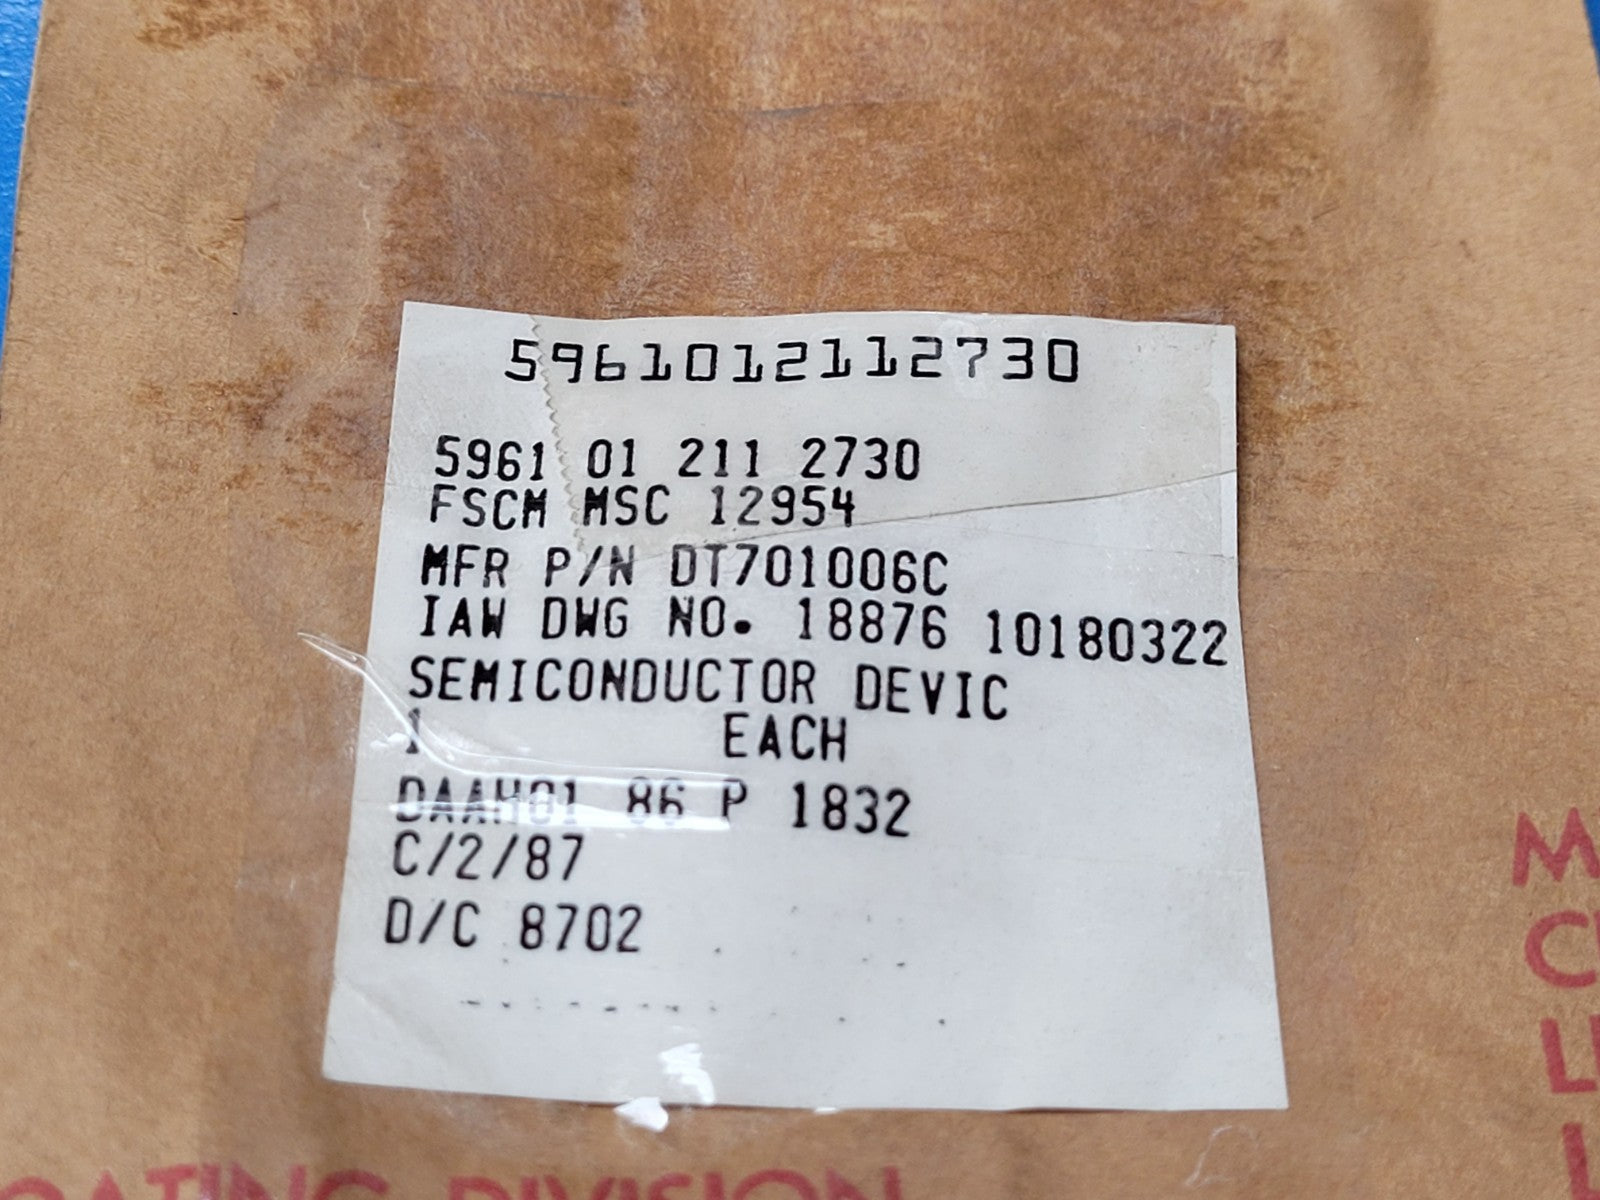 5961012112730
5961 01 211 2730
FSCM MSC 12954
MFR P/N DT701006C
IAW DWG NO. 18876 10180322
SEMICONDUCTOR DEVIC
1 EACH
DAAH01 86 P 1832
C/2/87
D/C 8702
DIVISION